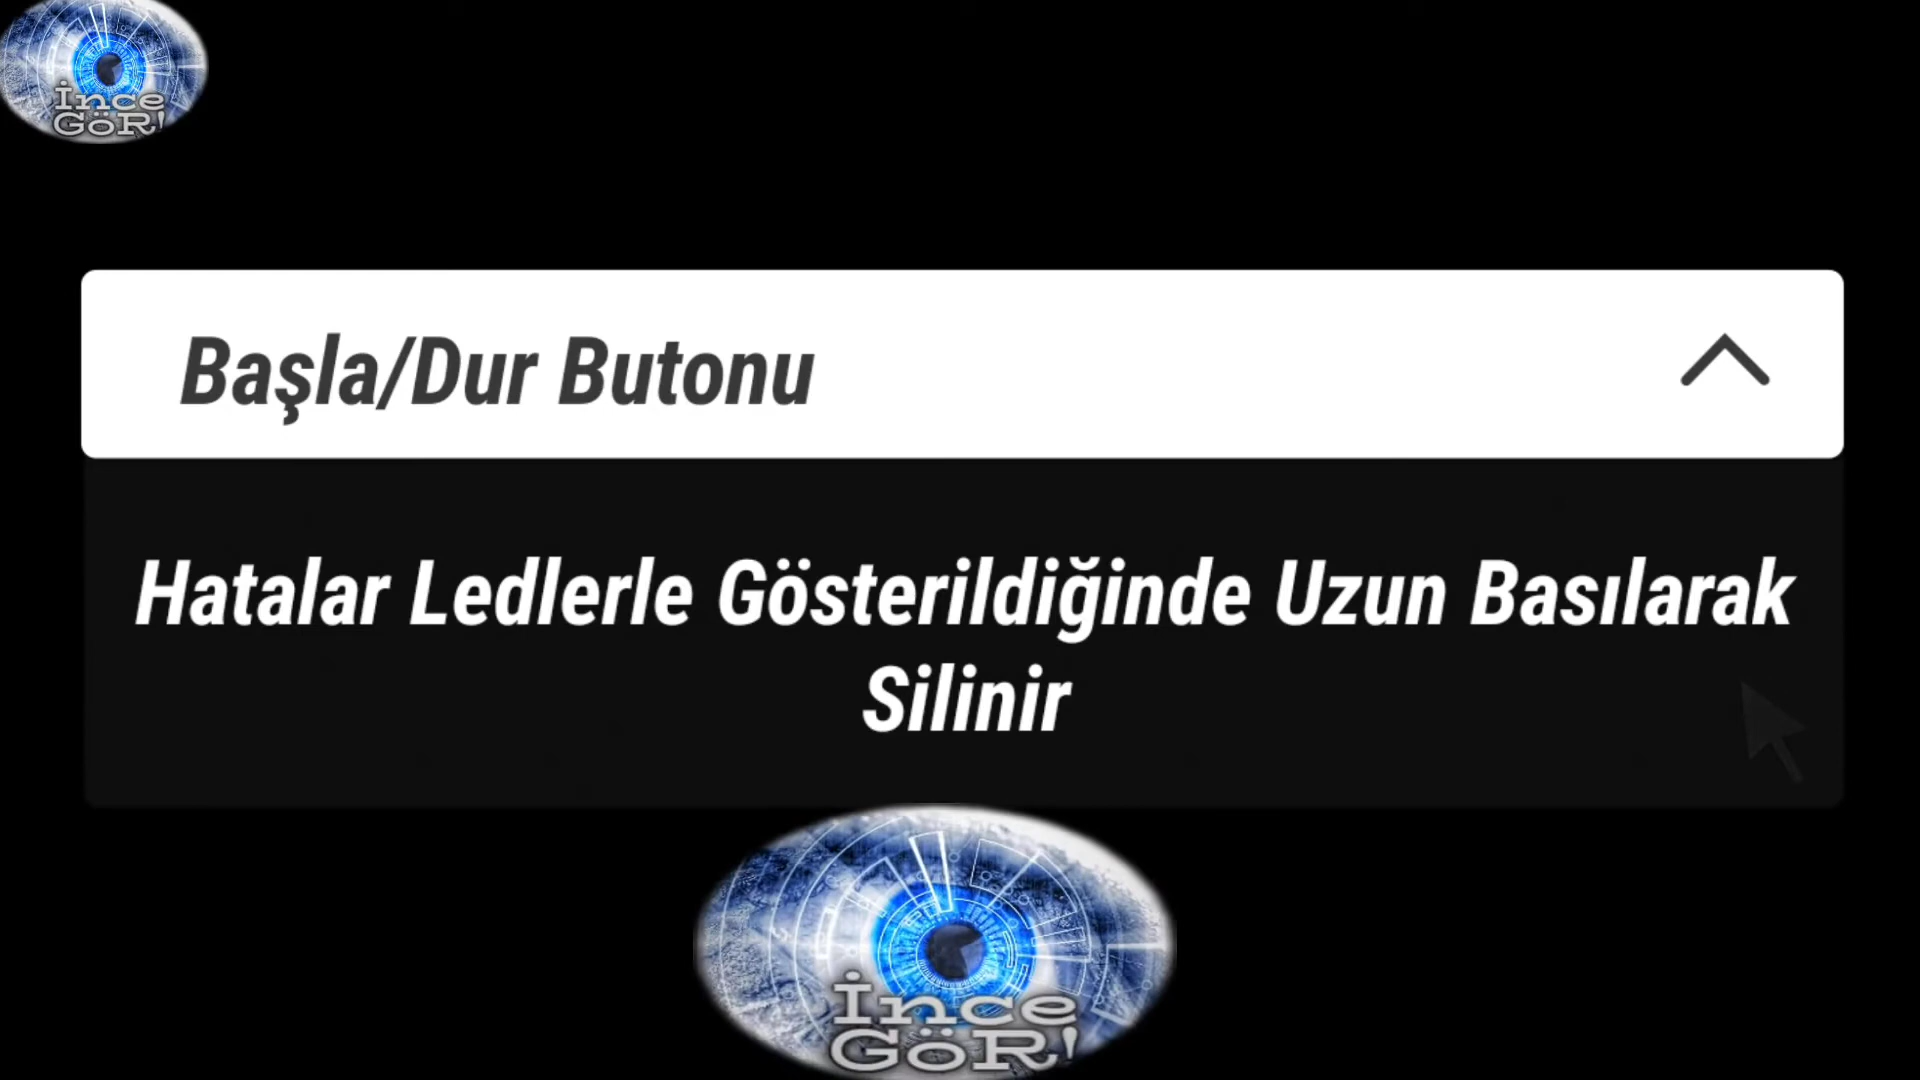 İnce
GöR!
Başla/Dur Butonu
Hatalar Ledlerle Gösterildiğinde Uzun Basılarak
Silinir
İnce
GöR!